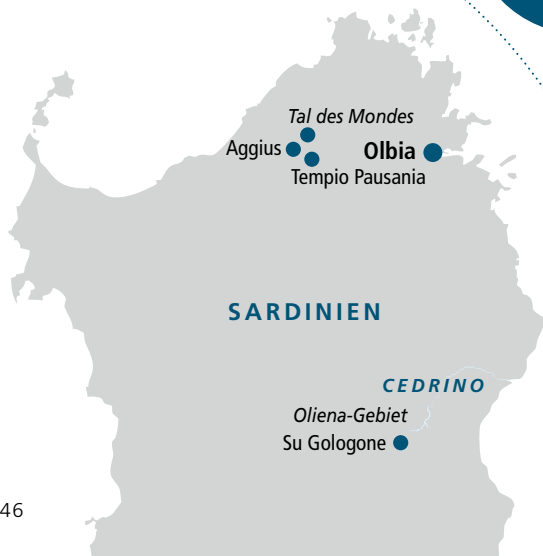 Tal des Mondes
Aggius
Olbia
Tempio Pausania
SARDINIEN
CEDRINO
Oliena-Gebiet
Su Gologone
46